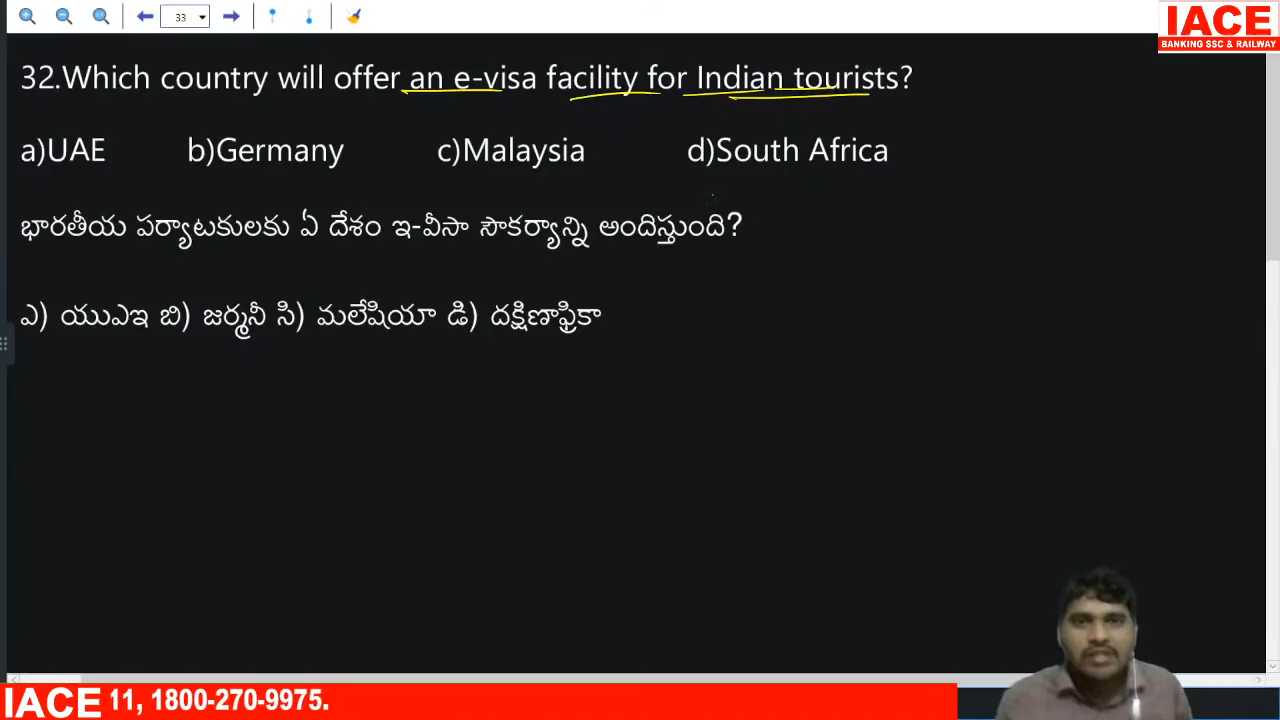 33
IACE
BANKING SSC & RAILWAY
32.Which country will offer an e-visa facility for Indian tourists?
a)UAE b)Germany c)Malaysia d)South Africa
భారతీయ పర్యాటకులకు ఏ దేశం ఇ-వీసా సౌకర్యాన్ని అందిస్తుంది?
ఎ) యుఎఇ బి) జర్మనీ సి) మలేషియా డి) దక్షిణాఫ్రికా
IACE 11, 1800-270-9975.